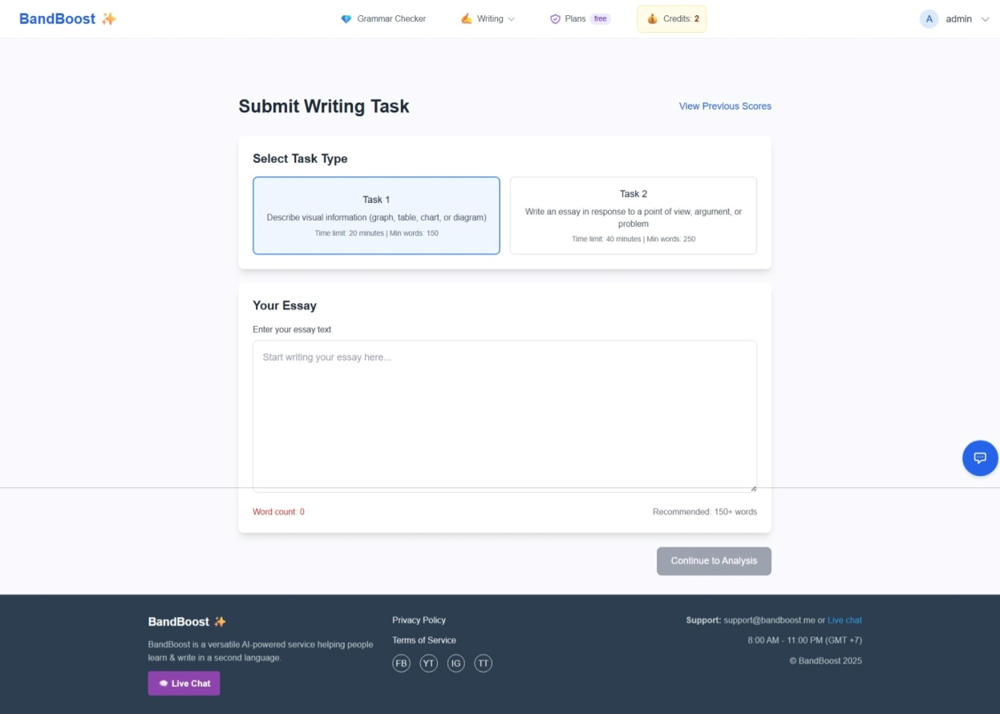 BandBoost ✨
Grammar Checker
Writing
Plans free
Credits: 2
A admin
Submit Writing Task
View Previous Scores
Select Task Type
Task 1
Describe visual information (graph, table, chart, or diagram)
Time limit: 20 minutes | Min words: 150
Task 2
Write an essay in response to a point of view, argument, or
problem
Time limit: 40 minutes | Min words: 250
Your Essay
Enter your essay text
Start writing your essay here...
Word count: 0
Recommended: 150+ words
Continue to Analysis
BandBoost ✨
BandBoost is a versatile AI-powered service helping people
learn & write in a second language.
Live Chat
Privacy Policy
Terms of Service
FB YT IG TT
Support: support@bandboost.me or Live chat
8:00 AM - 11:00 PM (GMT +7)
© BandBoost 2025